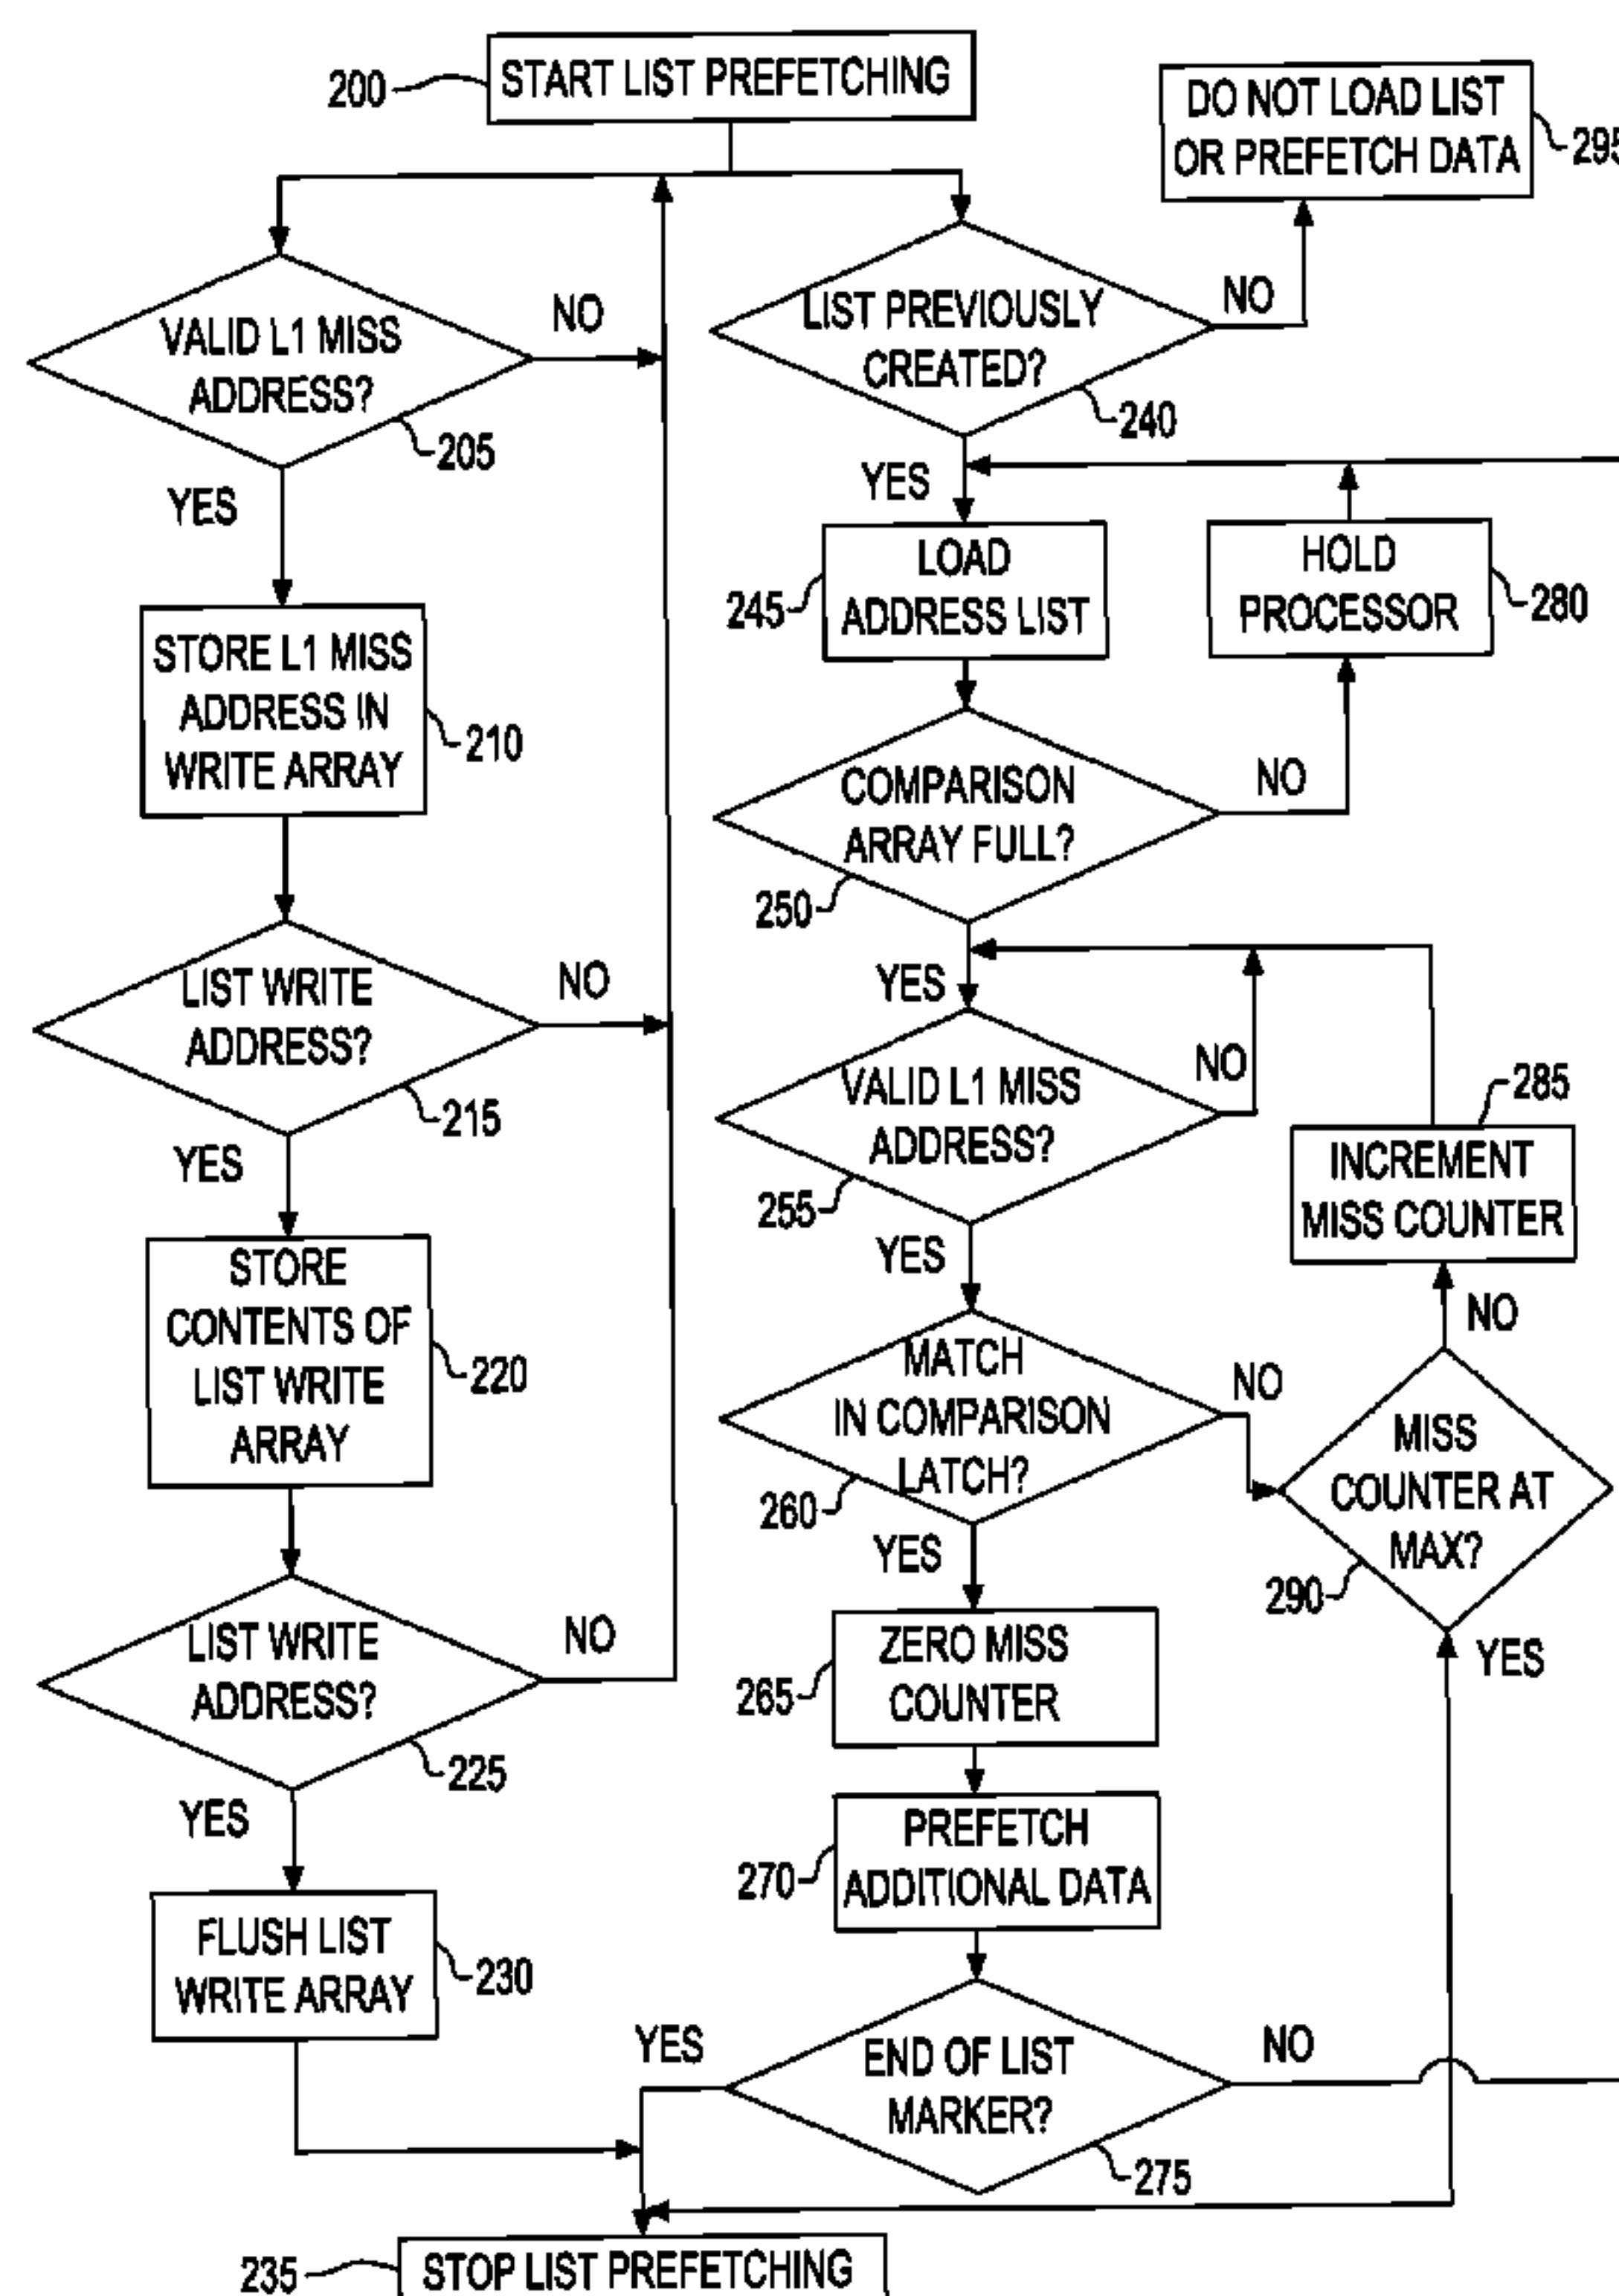 200
START LIST PREFETCHING
DO NOT LOAD LIST
OR PREFETCH DATA
295
VALID L1 MISS
ADDRESS?
NO
205
YES
STORE L1 MISS
ADDRESS IN
WRITE ARRAY
210
LIST WRITE
ADDRESS?
NO
215
YES
STORE
CONTENTS OF
LIST WRITE
ARRAY
220
LIST WRITE
ADDRESS?
NO
225
YES
FLUSH LIST
WRITE ARRAY
230
LIST PREVIOUSLY
CREATED?
NO
240
YES
LOAD
ADDRESS LIST
245
HOLD
PROCESSOR
280
COMPARISON
ARRAY FULL?
NO
250
YES
VALID L1 MISS
ADDRESS?
NO
255
YES
285
INCREMENT
MISS COUNTER
MATCH
IN COMPARISON
LATCH?
NO
260
YES
NO
MISS
COUNTER AT
MAX?
290
YES
ZERO MISS
COUNTER
265
PREFETCH
ADDITIONAL DATA
270
YES
END OF LIST
MARKER?
NO
275
235
STOP LIST PREFETCHING